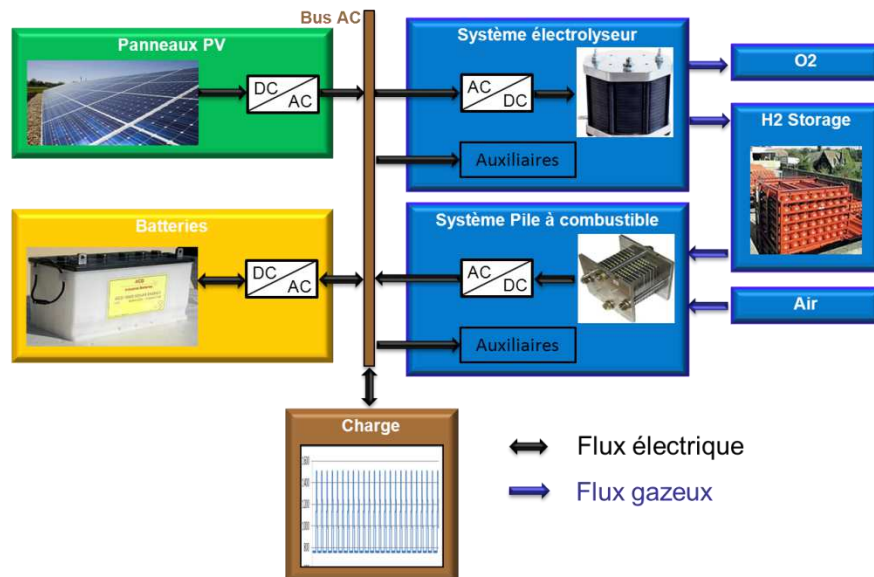 Bus AC
Panneaux PV
DC
AC
Système électrolyseur
AC
DC
Auxiliaires
O2
H2 Storage
Batteries
DC
AC
Système Pile à combustible
AC
DC
Auxiliaires
Air
Charge
Flux électrique
Flux gazeux